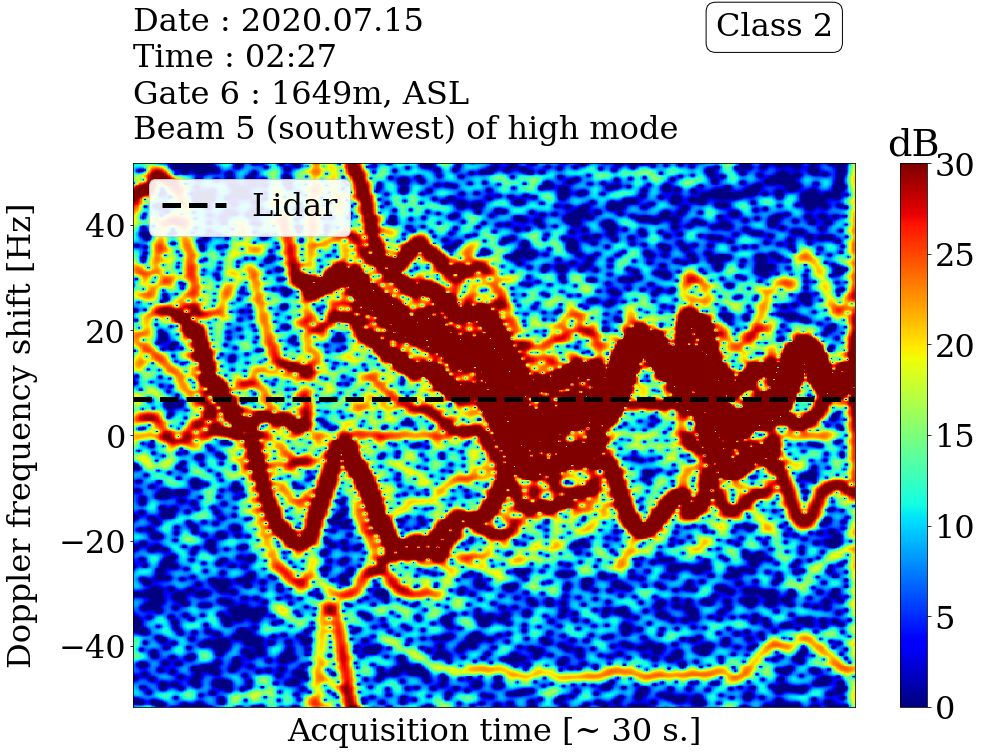 Date : 2020.07.15
Time : 02:27
Gate 6 : 1649m, ASL
Beam 5 (southwest) of high mode
Class 2
dB
Lidar
Doppler frequency shift [Hz]
40
20
0
−20
−40
Acquisition time [~ 30 s.]
30
25
20
15
10
5
0